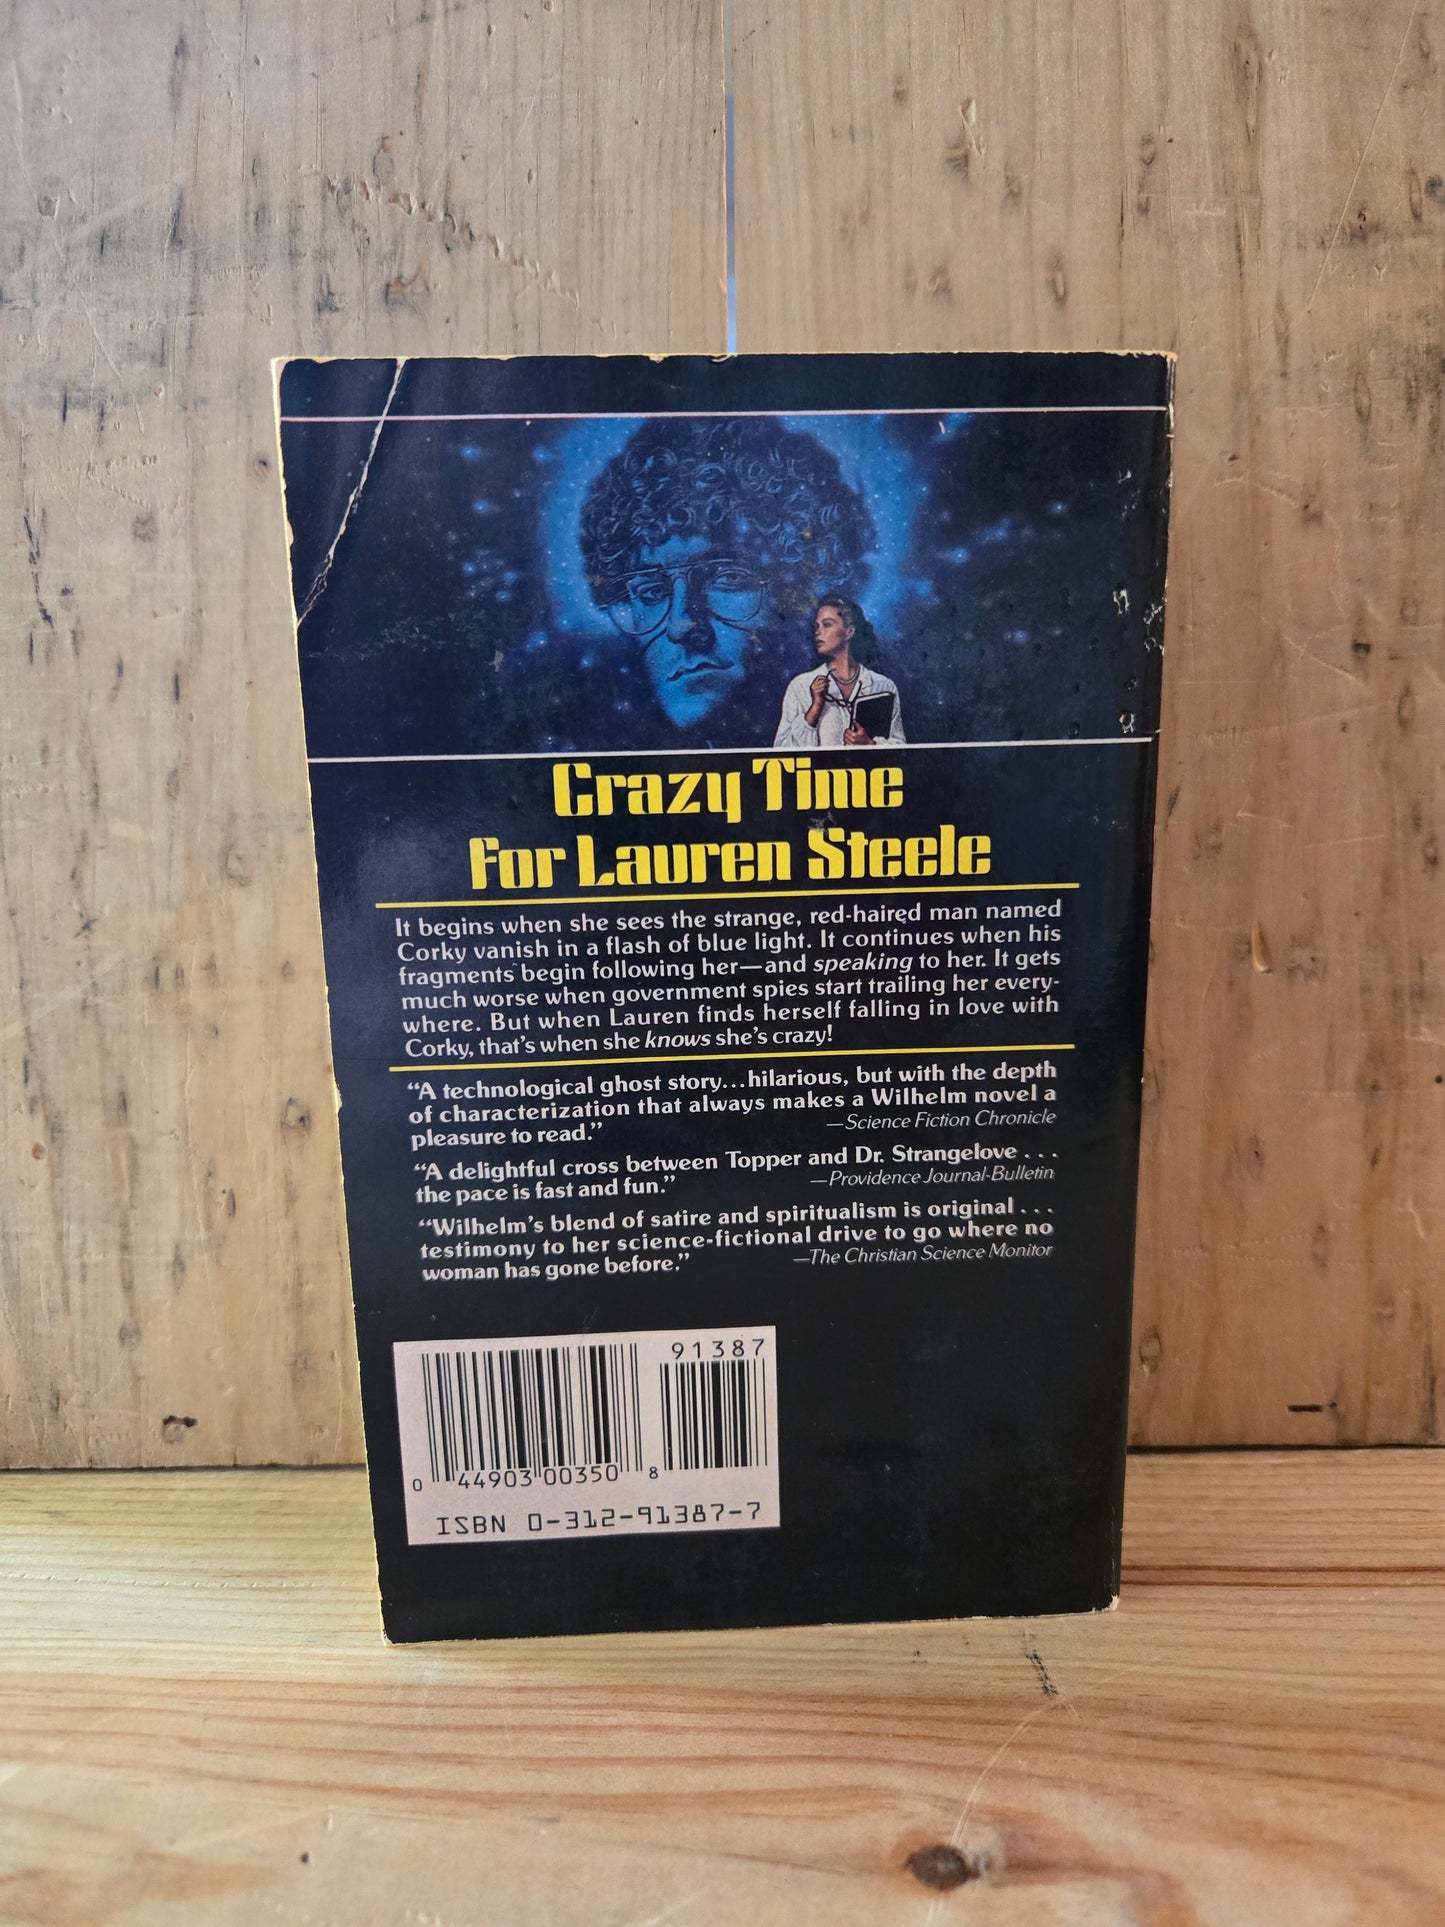 Crazy Time
For Lauren Steele
It begins when she sees the strange, red-haired man named
Corky vanish in a flash of blue light. It continues when his
fragments begin following her—and speaking to her. It gets
much worse when government spies start trailing her every-
where. But when Lauren finds herself falling in love with
Corky, that's when she knows she's crazy!
“A technological ghost story...hilarious, but with the depth
of characterization that always makes a Wilhelm novel a
pleasure to read.”
—Science Fiction Chronicle
“A delightful cross between Topper and Dr. Strangelove . . .
the pace is fast and fun.”
—Providence Journal-Bulletin
“Wilhelm's blend of satire and spiritualism is original . . .
testimony to her science-fictional drive to go where no
woman has gone before.”
—The Christian Science Monitor
91387
0 44903 00350 8
ISBN 0-312-91387-7